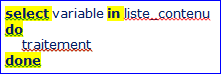 select variable in liste_contenu
do
traitement
done